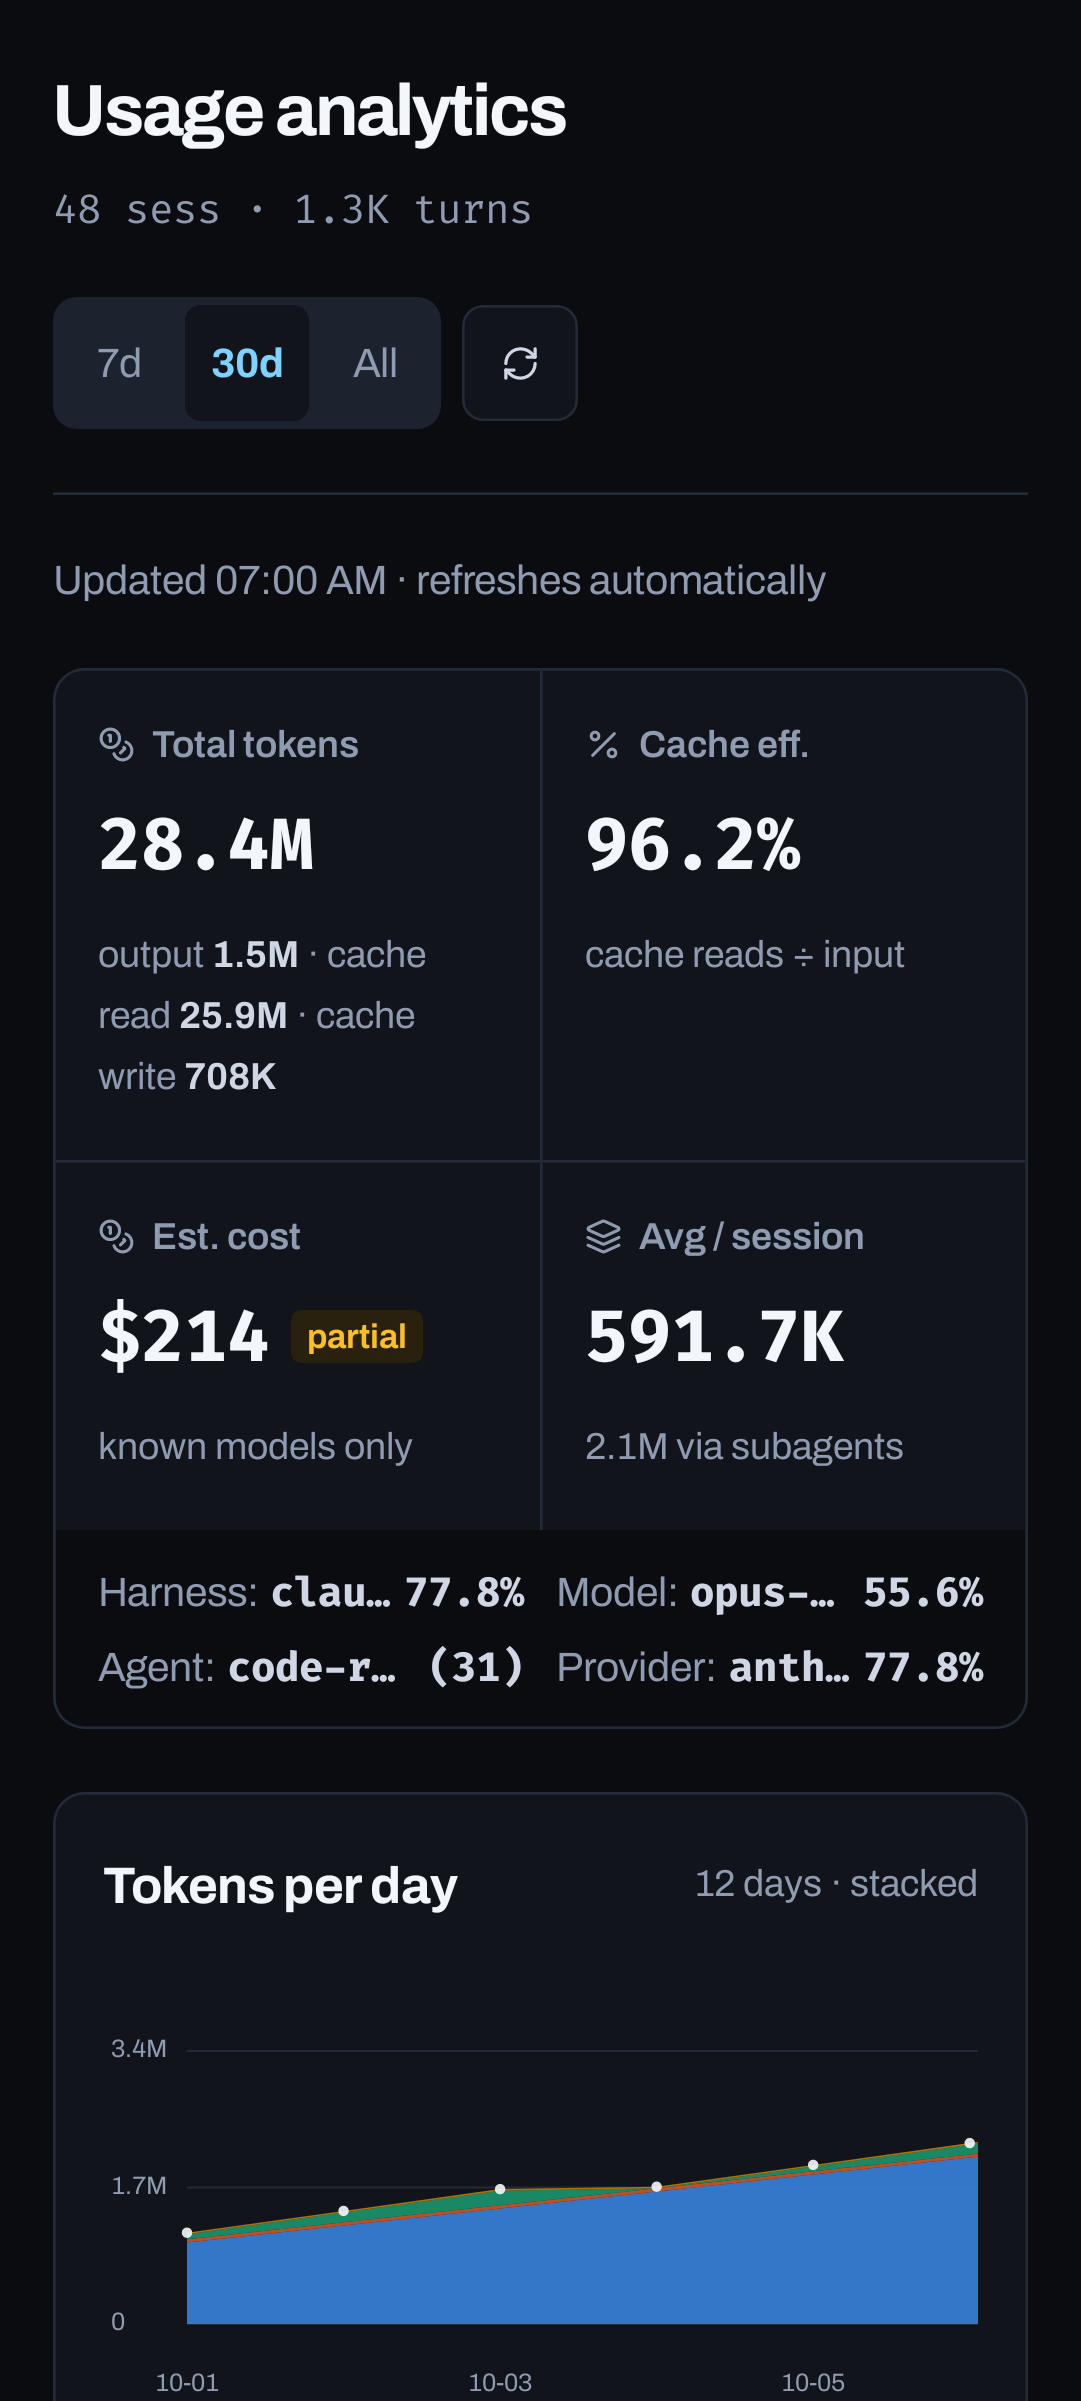 Usage analytics
48 sess · 1.3K turns
7d 30d All
Updated 07:00 AM · refreshes automatically
Total tokens
28.4M
output 1.5M · cache
read 25.9M · cache
write 708K
Cache eff.
96.2%
cache reads ÷ input
Est. cost
$214 partial
known models only
Avg / session
591.7K
2.1M via subagents
Harness: clau… 77.8% Model: opus-… 55.6%
Agent: code-r… (31) Provider: anth… 77.8%
Tokens per day
12 days · stacked
3.4M
1.7M
0
10-01 10-03 10-05